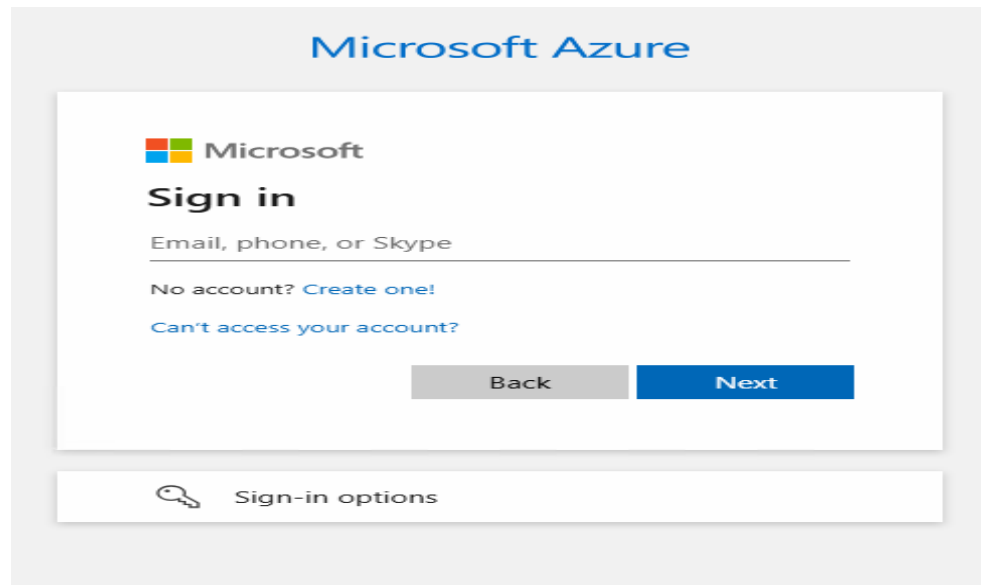 Microsoft Azure
Microsoft
Sign in
Email, phone, or Skype
No account? Create one!
Can't access your account?
Back Next
Sign-in options